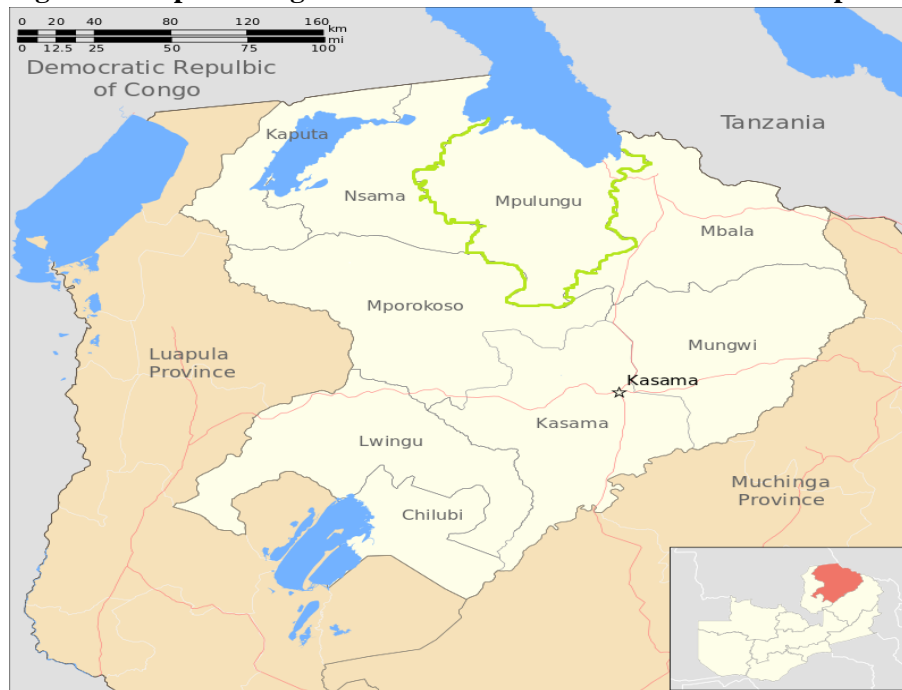 0 20 40 80 120 160
km
mi
0 12.5 25 50 75 100
Democratic Repulbic
of Congo
Tanzania
Kaputa
Nsama
Mpulungu
Mbala
Mporokoso
Mungwi
Luapula
Province
Kasama
Kasama
Lwingu
Muchinga
Province
Chilubi